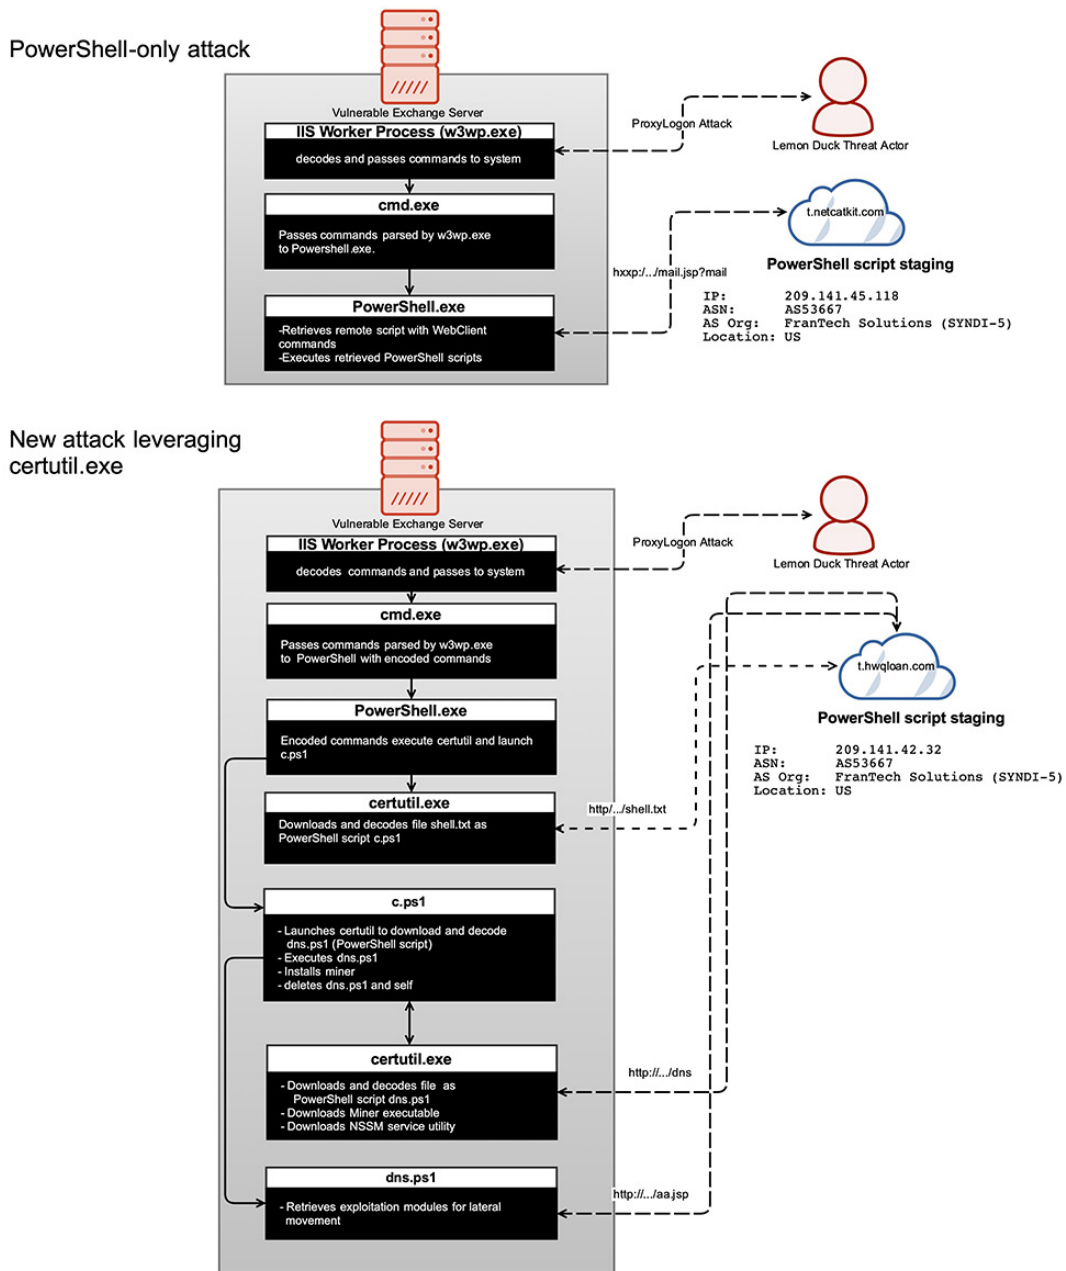 PowerShell-only attack
Vulnerable Exchange Server
IIS Worker Process (w3wp.exe)
decodes and passes commands to system
ProxyLogon Attack
Lemon Duck Threat Actor
cmd.exe
Passes commands parsed by w3wp.exe
to Powershell.exe.
t.netcatkit.com
PowerShell script staging
hxxp:/.../mail.jsp?mail
IP: 209.141.45.118
ASN: AS53667
AS Org: FranTech Solutions (SYNDI-5)
Location: US
PowerShell.exe
-Retrieves remote script with WebClient
commands
-Executes retrieved PowerShell scripts
New attack leveraging
certutil.exe
Vulnerable Exchange Server
IIS Worker Process (w3wp.exe)
decodes commands and passes to system
ProxyLogon Attack
Lemon Duck Threat Actor
cmd.exe
Passes commands parsed by w3wp.exe
to PowerShell with encoded commands
t.hwqloan.com
PowerShell script staging
IP: 209.141.42.32
ASN: AS53667
AS Org: FranTech Solutions (SYNDI-5)
Location: US
PowerShell.exe
Encoded commands execute certutil and launch
c.ps1
certutil.exe
Downloads and decodes file shell.txt as
PowerShell script c.ps1
http/.../shell.txt
c.ps1
- Launches certutil to download and decode
dns.ps1 (PowerShell script)
- Executes dns.ps1
- Installs miner
- deletes dns.ps1 and self
certutil.exe
- Downloads and decodes file as
PowerShell script dns.ps1
- Downloads Miner executable
- Downloads NSSM service utility
http://.../dns
dns.ps1
- Retrieves exploitation modules for lateral
movement
http://.../aa.jsp